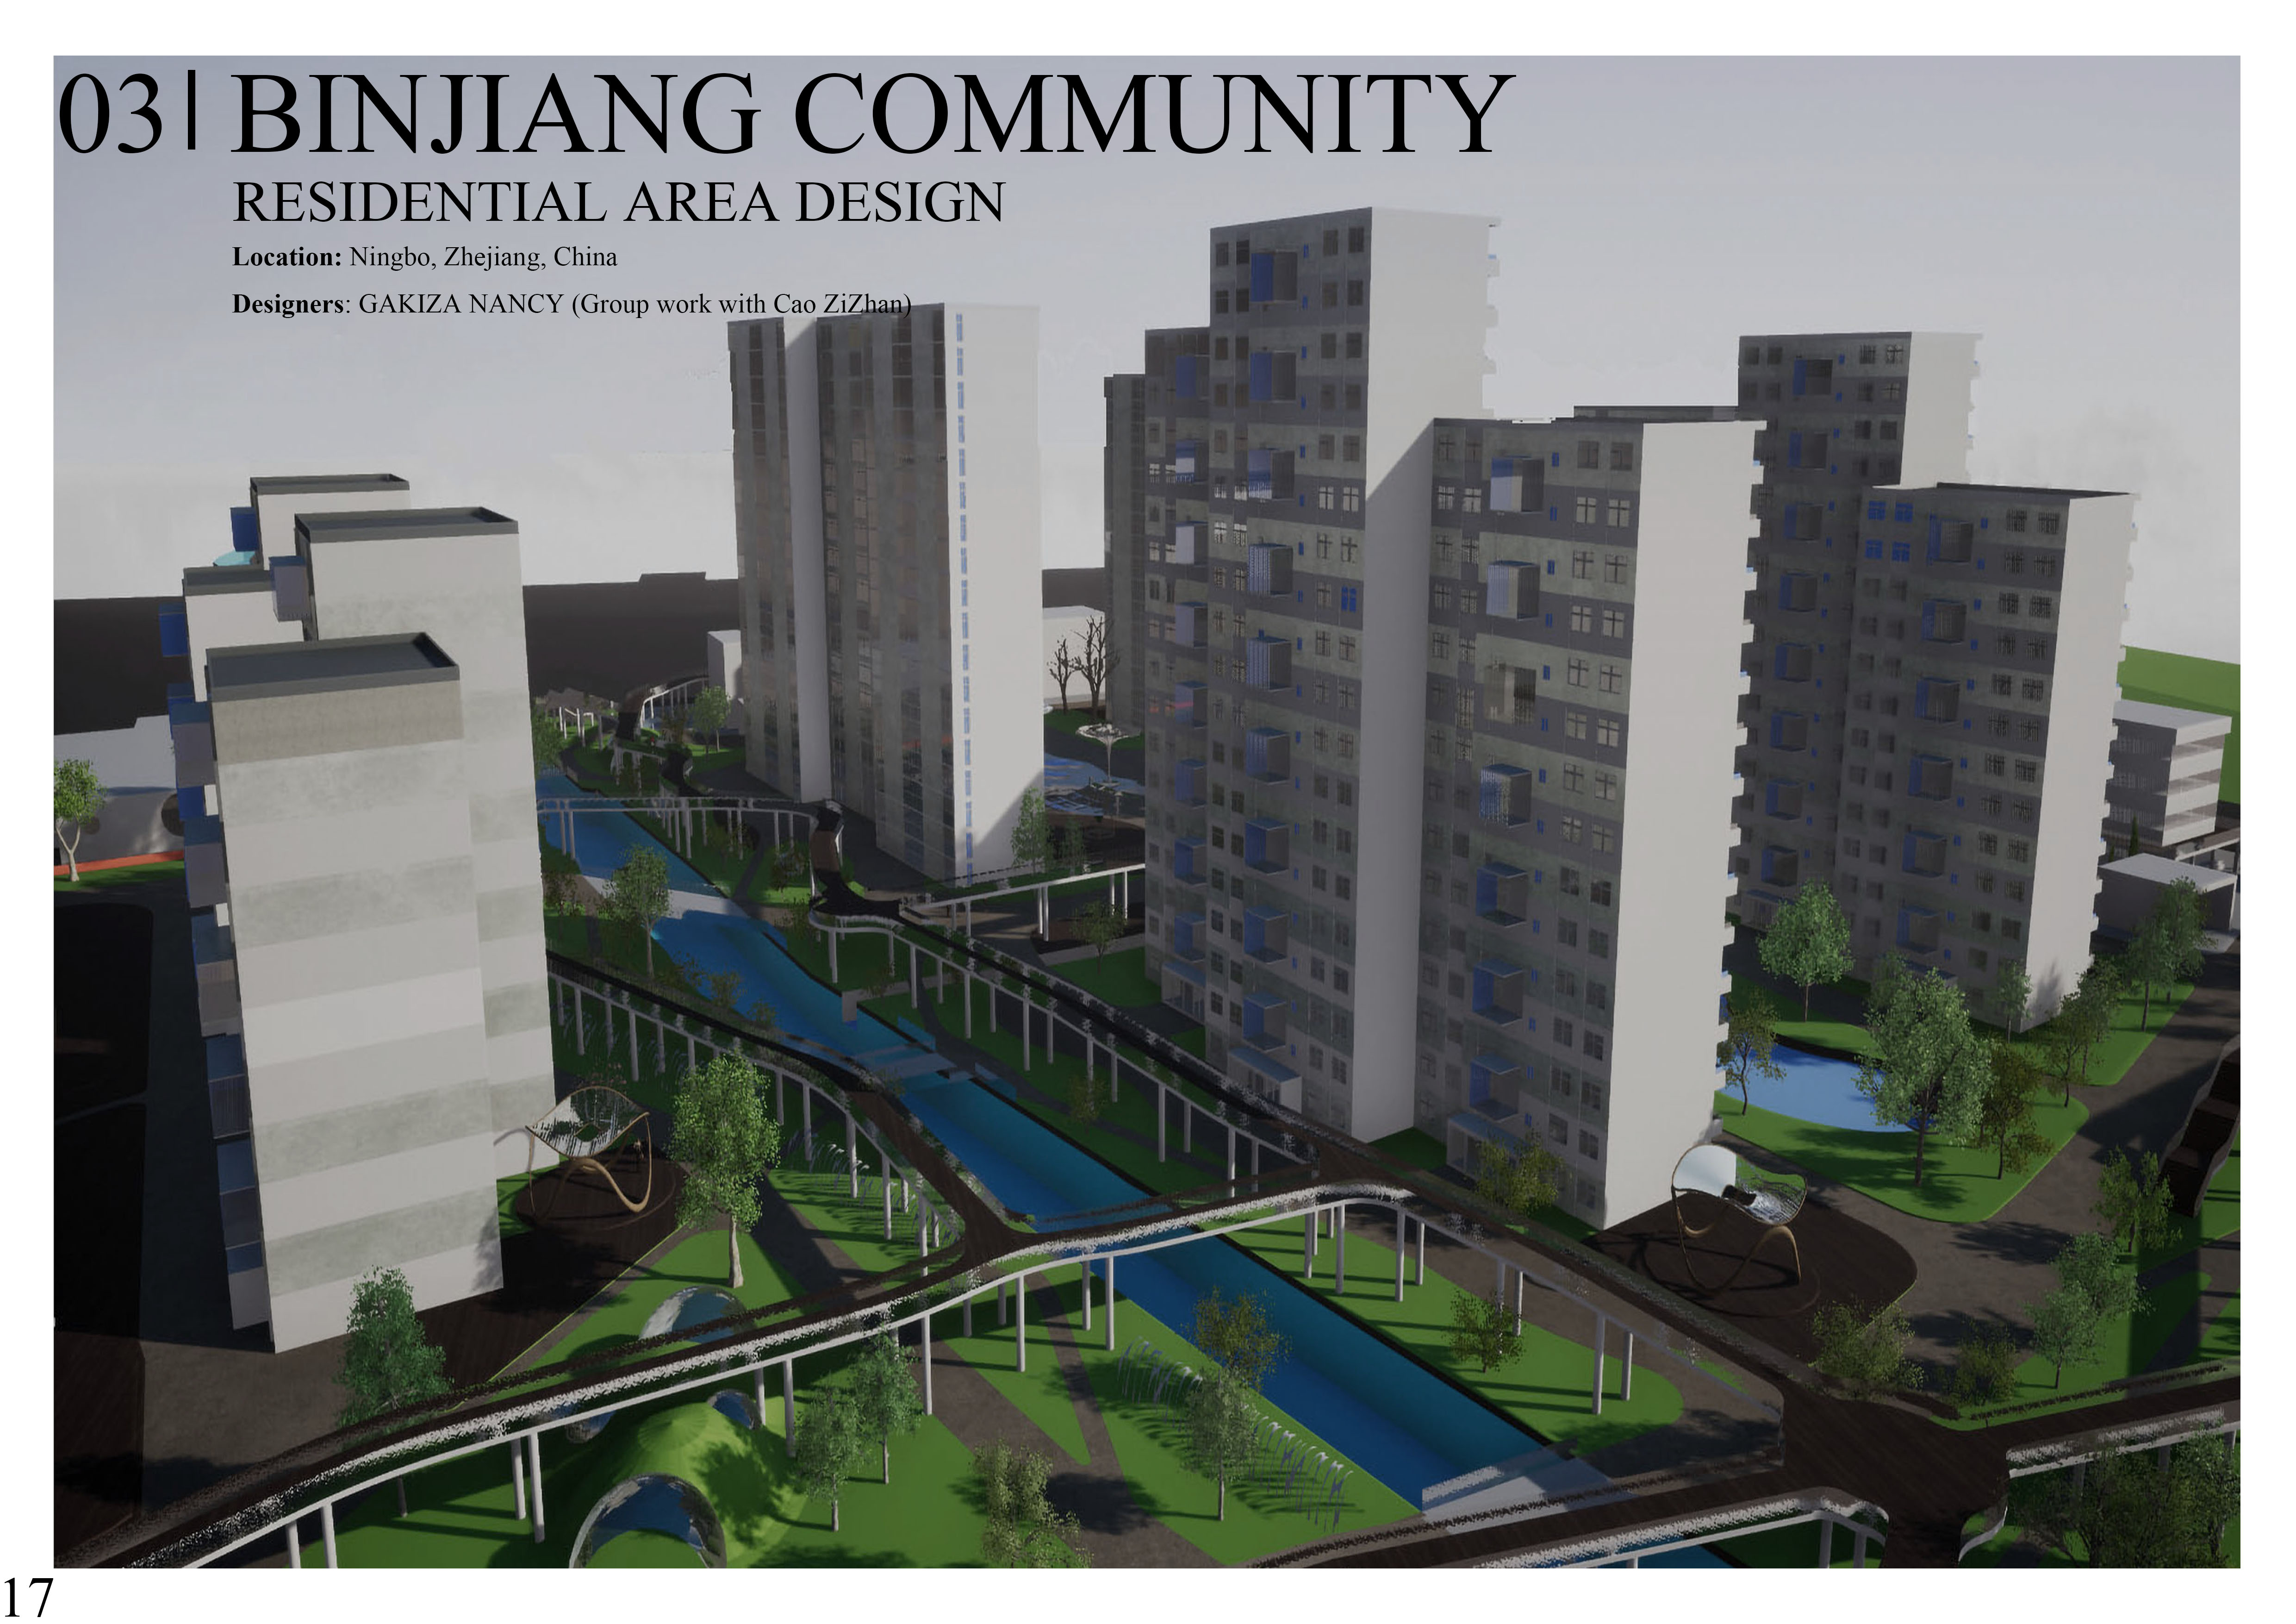 03| BINJIANG COMMUNITY
RESIDENTIAL AREA DESIGN
Location: Ningbo, Zhejiang, China
Designers: GAKIZA NANCY (Group work with Cao ZiZhan)
17